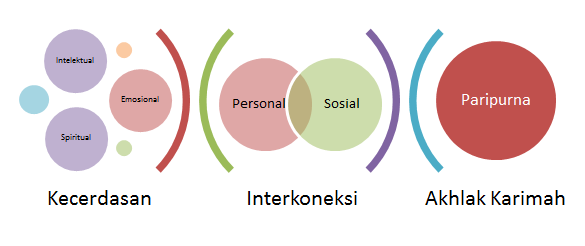 Intelektual
Emosional
Spiritual
Kecerdasan
Personal
Sosial
Interkoneksi
Paripurna
Akhlak Karimah